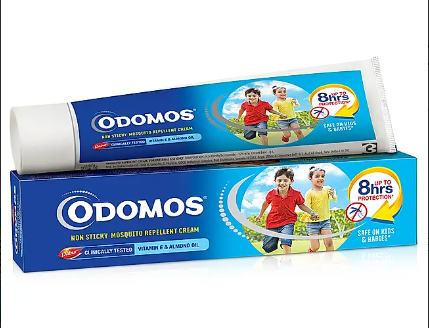 ODOMOS
NON STICKY MOSQUITO REPELLENT CREAM
Dabur CLINICALLY TESTED VITAMIN E & ALMOND OIL
UP TO
8hrs
PROTECTION*
SAFE ON KIDS
& BABIES*
ODOMOS
NON STICKY MOSQUITO REPELLENT CREAM
Dabur CLINICALLY TESTED VITAMIN E & ALMOND OIL
UP TO
8hrs
PROTECTION*
SAFE ON KIDS
& BABIES*